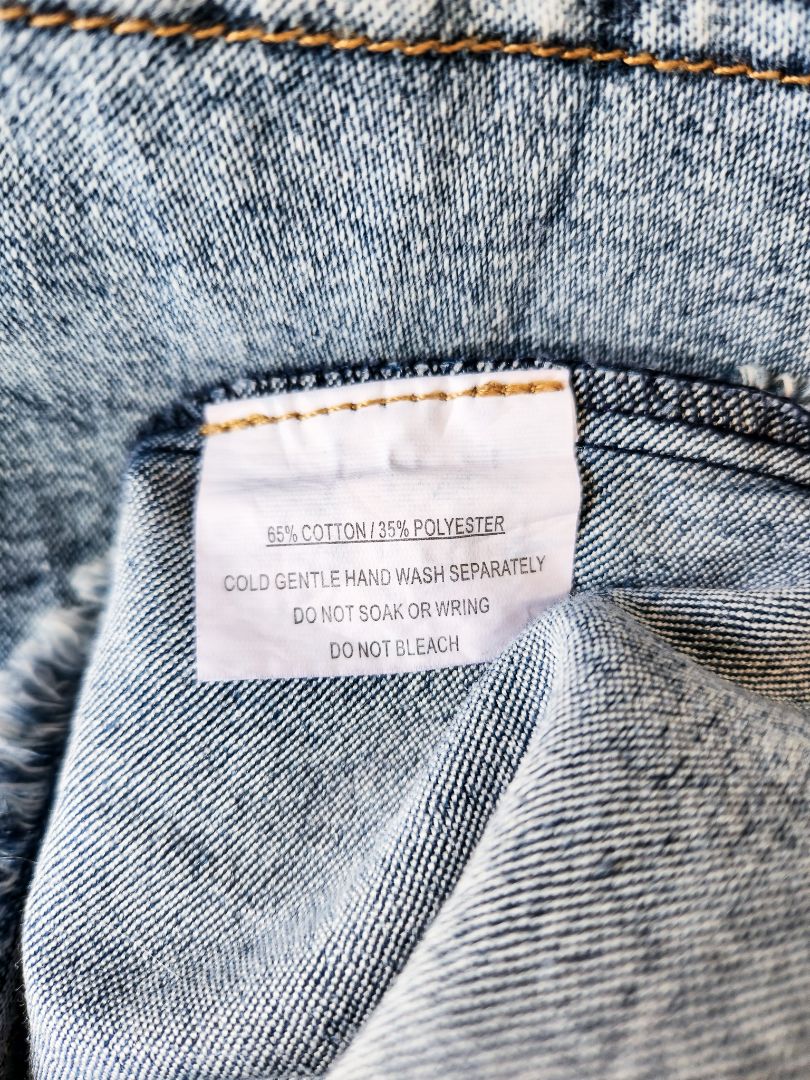 65% COTTON / 35% POLYESTER
COLD GENTLE HAND WASH SEPARATELY
DO NOT SOAK OR WRING
DO NOT BLEACH